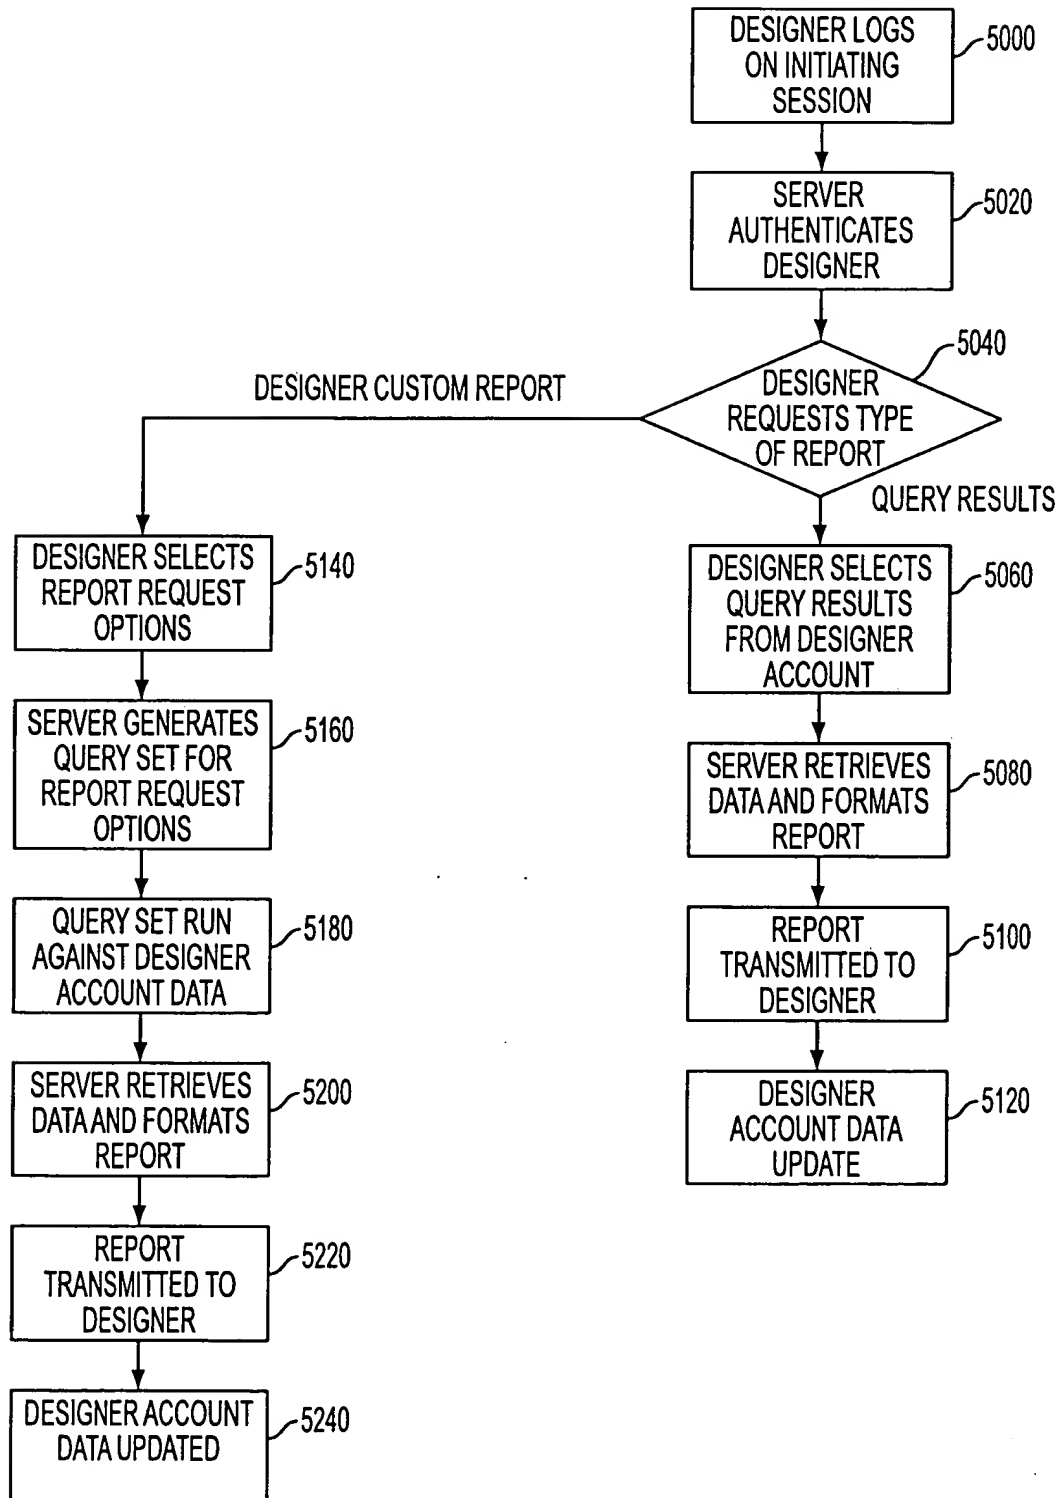 DESIGNER LOGS
ON INITIATING
SESSION
5000
SERVER
AUTHENTICATES
DESIGNER
5020
DESIGNER
REQUESTS TYPE
OF REPORT
5040
DESIGNER CUSTOM REPORT
QUERY RESULTS
DESIGNER SELECTS
REPORT REQUEST
OPTIONS
5140
SERVER GENERATES
QUERY SET FOR
REPORT REQUEST
OPTIONS
5160
QUERY SET RUN
AGAINST DESIGNER
ACCOUNT DATA
5180
SERVER RETRIEVES
DATA AND FORMATS
REPORT
5200
REPORT
TRANSMITTED TO
DESIGNER
5220
DESIGNER ACCOUNT
DATA UPDATED
5240
DESIGNER SELECTS
QUERY RESULTS
FROM DESIGNER
ACCOUNT
5060
SERVER RETRIEVES
DATA AND FORMATS
REPORT
5080
REPORT
TRANSMITTED TO
DESIGNER
5100
DESIGNER
ACCOUNT DATA
UPDATE
5120